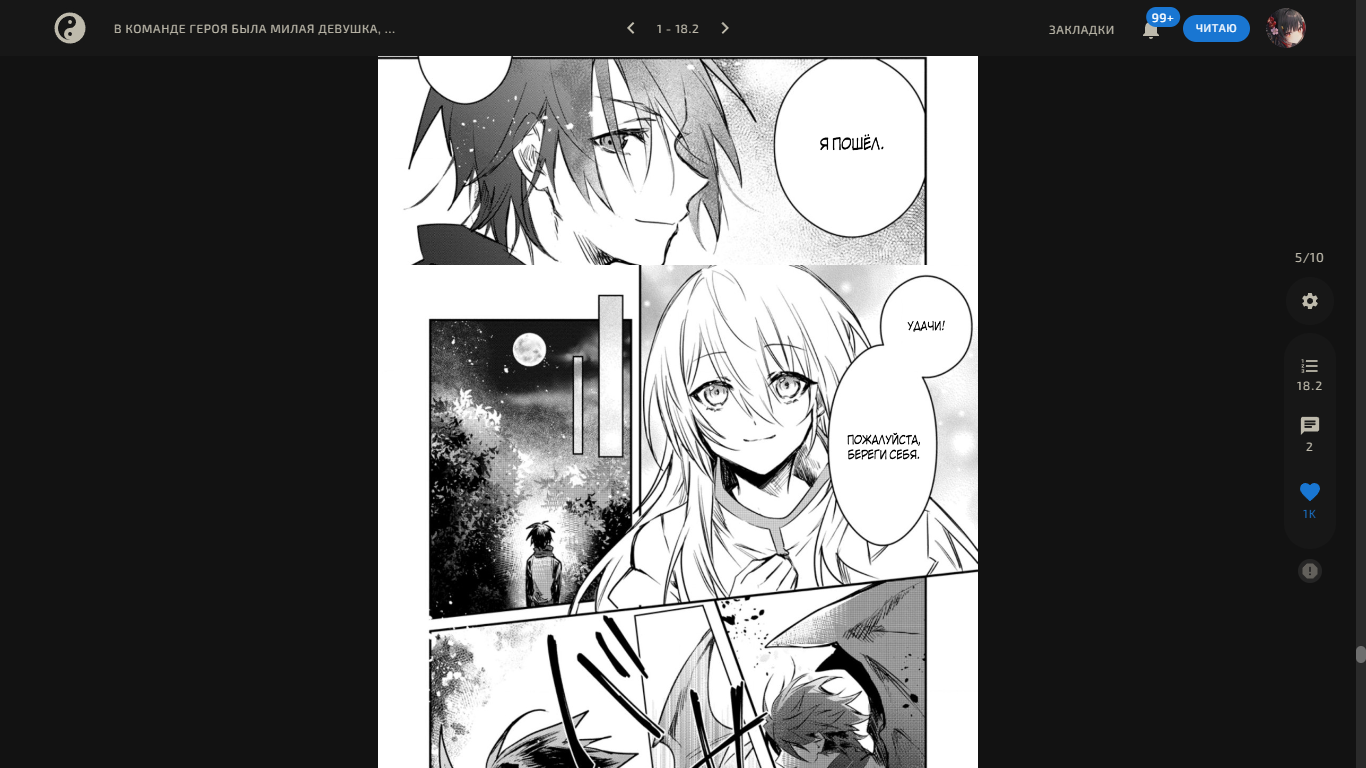 В КОМАНДЕ ГЕРОЯ БЫЛА МИЛАЯ ДЕВУШКА, ...
1 - 18.2
ЗАКЛАДКИ
99+
ЧИТАЮ
Я ПОШЁЛ.
5/10
УДАЧИ!
18.2
ПОЖАЛУЙСТА,
БЕРЕГИ СЕБЯ.
2
1K